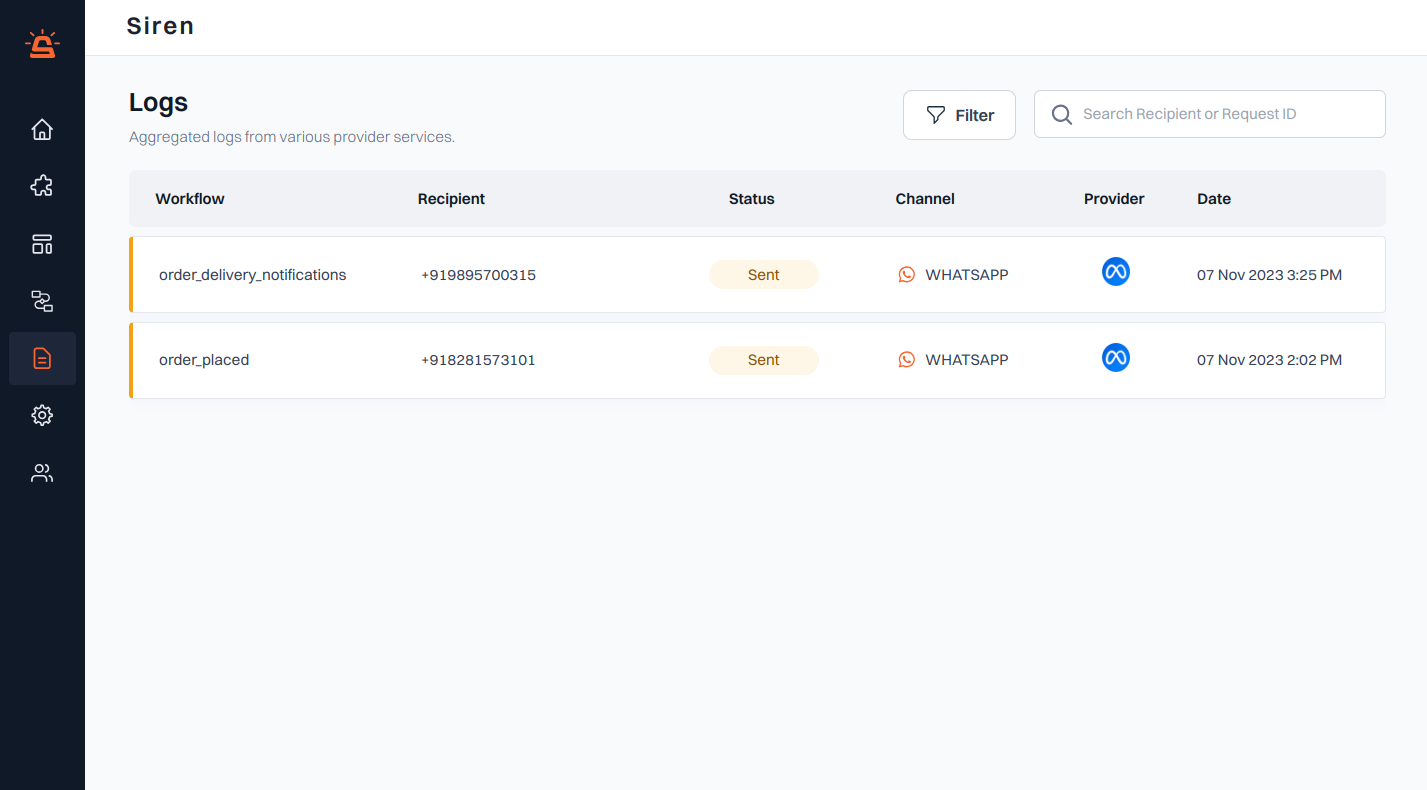 Siren
Logs
Aggregated logs from various provider services.
Filter
Search Recipient or Request ID
Workflow Recipient Status Channel Provider Date
order_delivery_notifications +919895700315 Sent WHATSAPP 07 Nov 2023 3:25 PM
order_placed +918281573101 Sent WHATSAPP 07 Nov 2023 2:02 PM